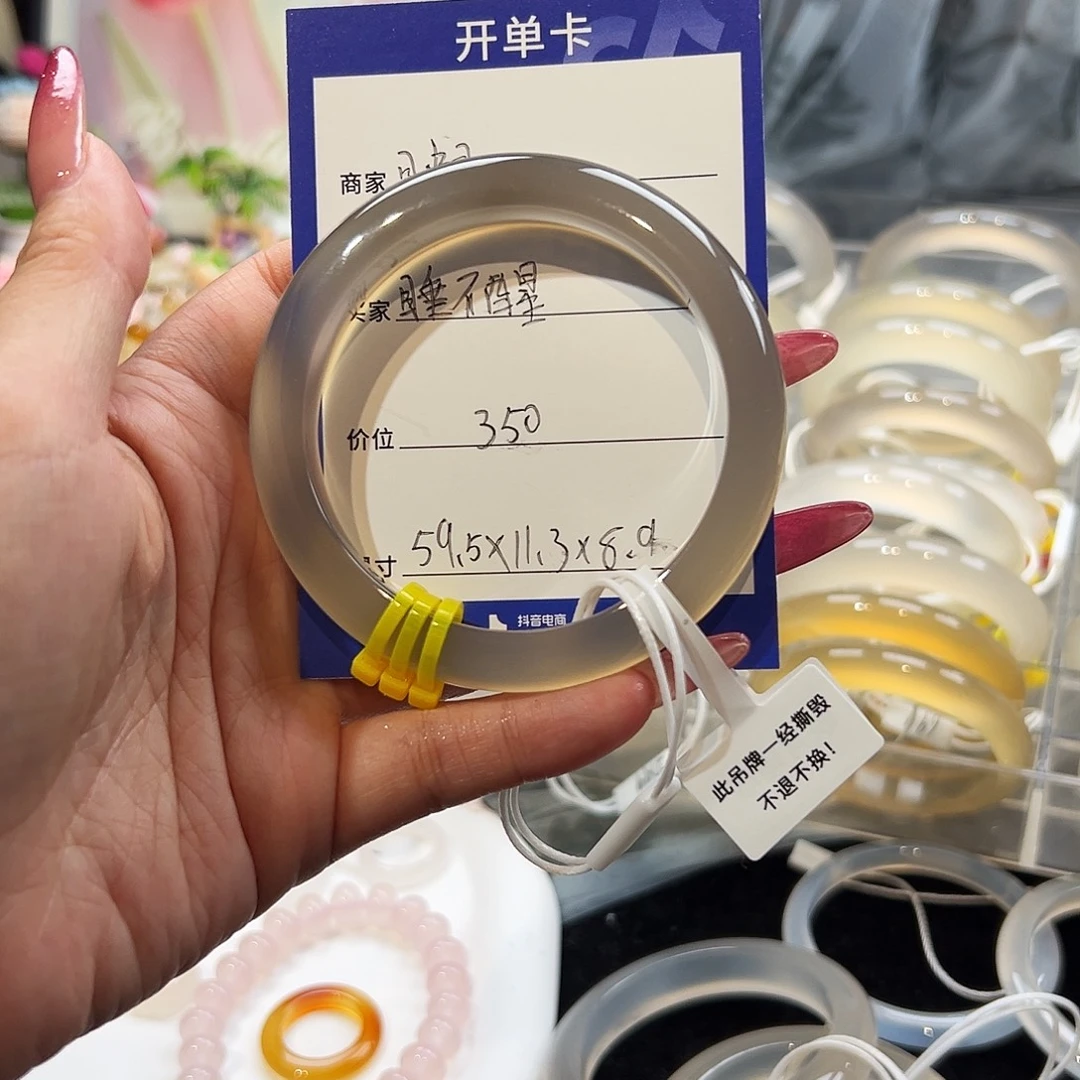 开单卡
商家
买家 睡不醒
价位 350
寸 59.5×11.3×8.9
抖音电商
此吊牌一经撕毁
不退不换!